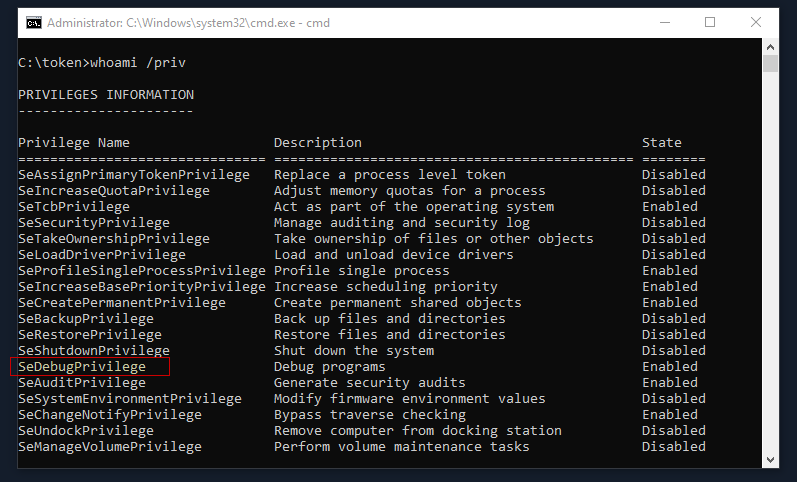 Administrator: C:\Windows\system32\cmd.exe - cmd
C:\token>whoami /priv
PRIVILEGES INFORMATION
----------------------
Privilege Name                  Description                                   State
=============================== ============================================= ========
SeAssignPrimaryTokenPrivilege   Replace a process level token                 Disabled
SeIncreaseQuotaPrivilege        Adjust memory quotas for a process            Disabled
SeTcbPrivilege                  Act as part of the operating system           Enabled
SeSecurityPrivilege             Manage auditing and security log              Disabled
SeTakeOwnershipPrivilege        Take ownership of files or other objects      Disabled
SeLoadDriverPrivilege           Load and unload device drivers                Disabled
SeProfileSingleProcessPrivilege Profile single process                        Enabled
SeIncreaseBasePriorityPrivilege Increase scheduling priority                  Enabled
SeCreatePermanentPrivilege      Create permanent shared objects               Enabled
SeBackupPrivilege               Back up files and directories                 Disabled
SeRestorePrivilege              Restore files and directories                 Disabled
SeShutdownPrivilege             Shut down the system                          Disabled
SeDebugPrivilege                Debug programs                                Enabled
SeAuditPrivilege                Generate security audits                      Enabled
SeSystemEnvironmentPrivilege    Modify firmware environment values            Disabled
SeChangeNotifyPrivilege         Bypass traverse checking                      Enabled
SeUndockPrivilege               Remove computer from docking station          Disabled
SeManageVolumePrivilege         Perform volume maintenance tasks              Disabled